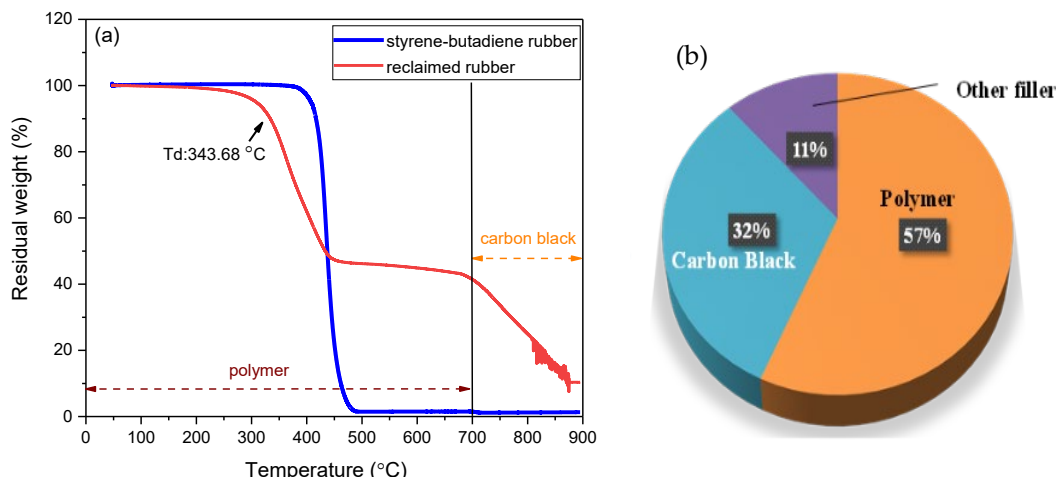 (a)
styrene-butadiene rubber
reclaimed rubber
120
100
80
60
40
20
0
Residual weight (%)
Td:343.68 °C
carbon black
polymer
0 100 200 300 400 500 600 700 800 900
Temperature (°C)
(b)
Other filler
11%
Polymer
57%
32%
Carbon Black